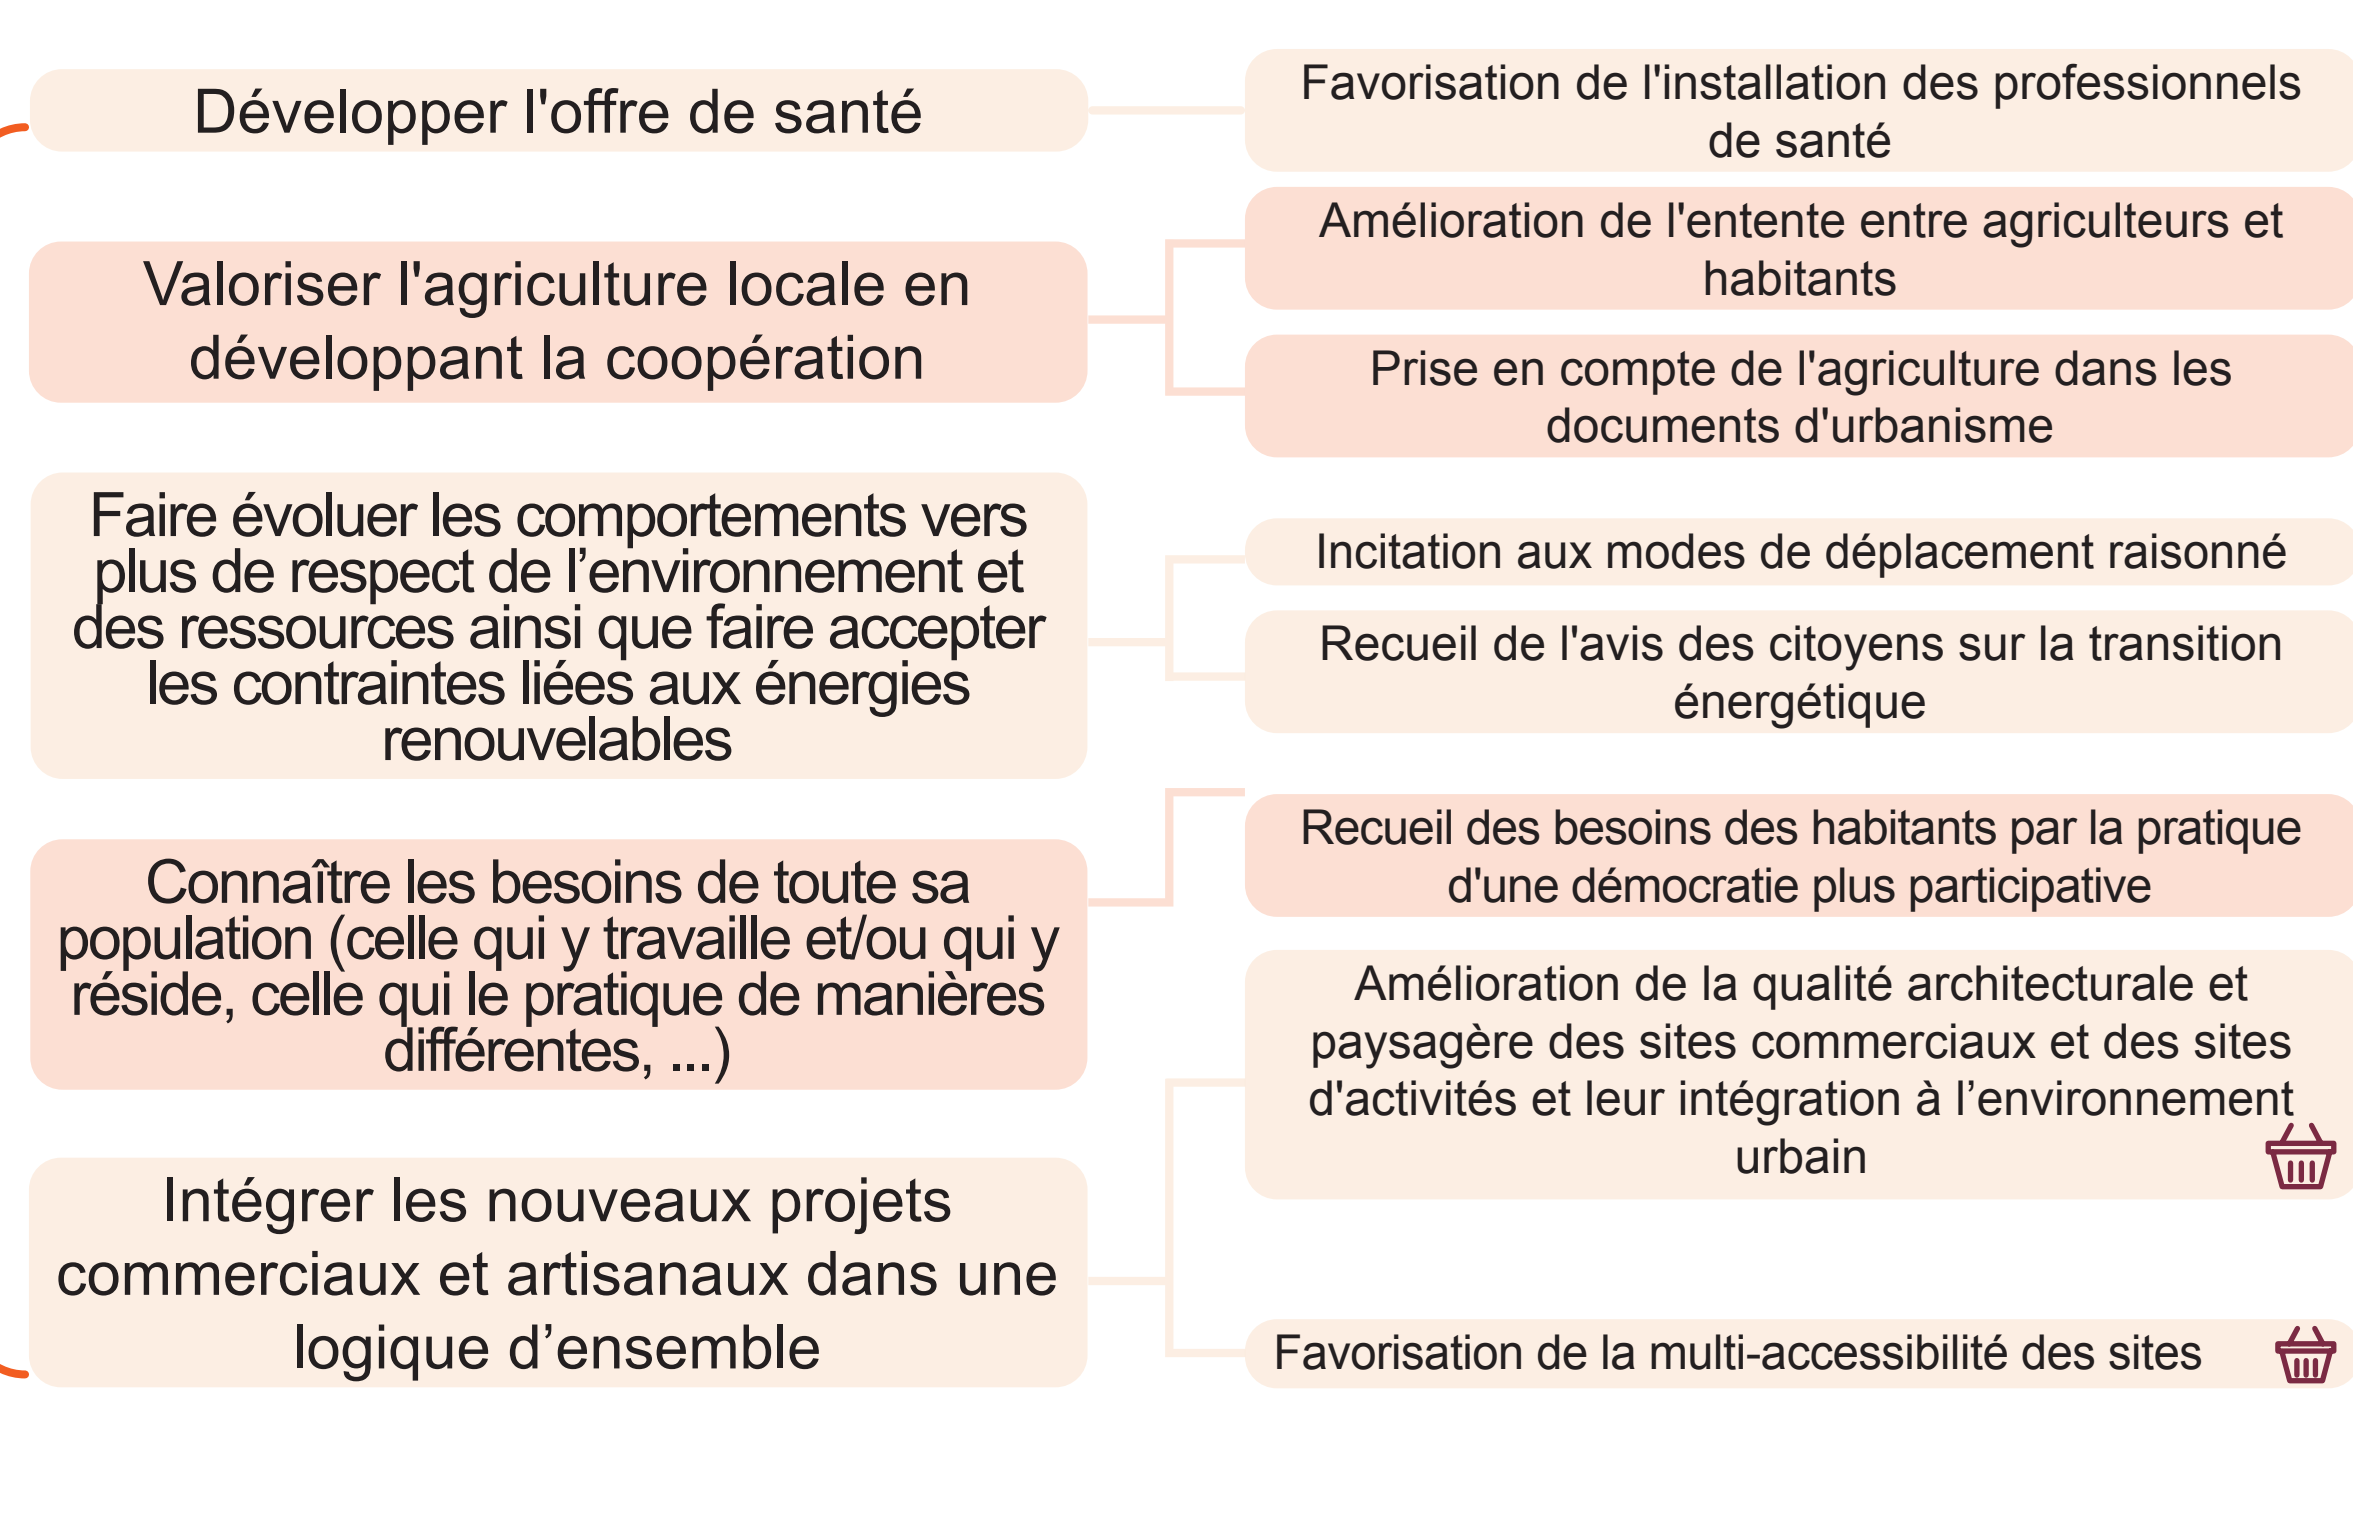 Développer l'offre de santé
Favorisation de l'installation des professionnels
de santé
Valoriser l'agriculture locale en
développant la coopération
Amélioration de l'entente entre agriculteurs et
habitants
Prise en compte de l'agriculture dans les
documents d'urbanisme
Faire évoluer les comportements vers
plus de respect de l’environnement et
des ressources ainsi que faire accepter
les contraintes liées aux énergies
renouvelables
Incitation aux modes de déplacement raisonné
Recueil de l'avis des citoyens sur la transition
énergétique
Connaître les besoins de toute sa
population (celle qui y travaille et/ou qui y
réside, celle qui le pratique de manières
différentes, ...)
Recueil des besoins des habitants par la pratique
d'une démocratie plus participative
Intégrer les nouveaux projets
commerciaux et artisanaux dans une
logique d’ensemble
Amélioration de la qualité architecturale et
paysagère des sites commerciaux et des sites
d'activités et leur intégration à l’environnement
urbain
Favorisation de la multi-accessibilité des sites